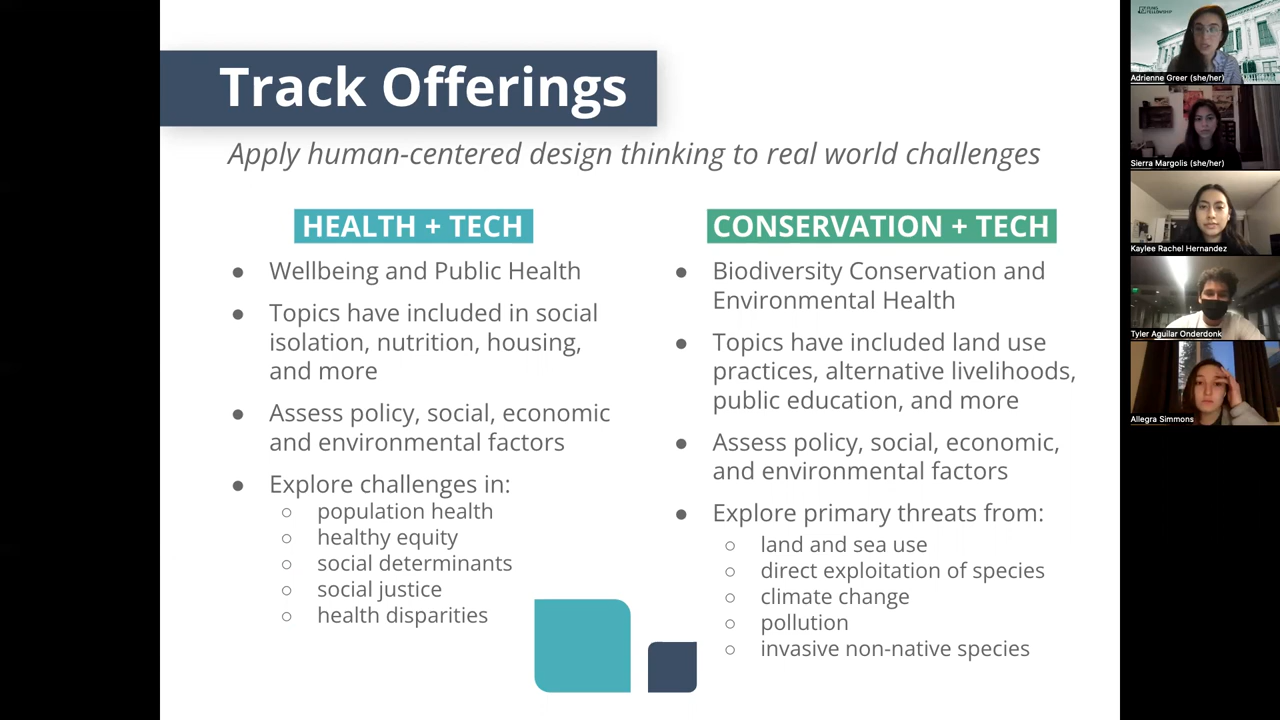 Track Offerings
Apply human-centered design thinking to real world challenges
HEALTH + TECH
● Wellbeing and Public Health
● Topics have included in social
isolation, nutrition, housing,
and more
● Assess policy, social, economic
and environmental factors
● Explore challenges in:
○ population health
○ healthy equity
○ social determinants
○ social justice
○ health disparities
CONSERVATION + TECH
● Biodiversity Conservation and
Environmental Health
● Topics have included land use
practices, alternative livelihoods,
public education, and more
● Assess policy, social, economic,
and environmental factors
● Explore primary threats from:
○ land and sea use
○ direct exploitation of species
○ climate change
○ pollution
○ invasive non-native species
FUNG
FELLOWSHIP
Adrienne Greer (she/her)
Sierra Margolis (she/her)
Kaylee Rachel Hernandez
Tyler Aguilar Onderdonk
Allegra Simmons